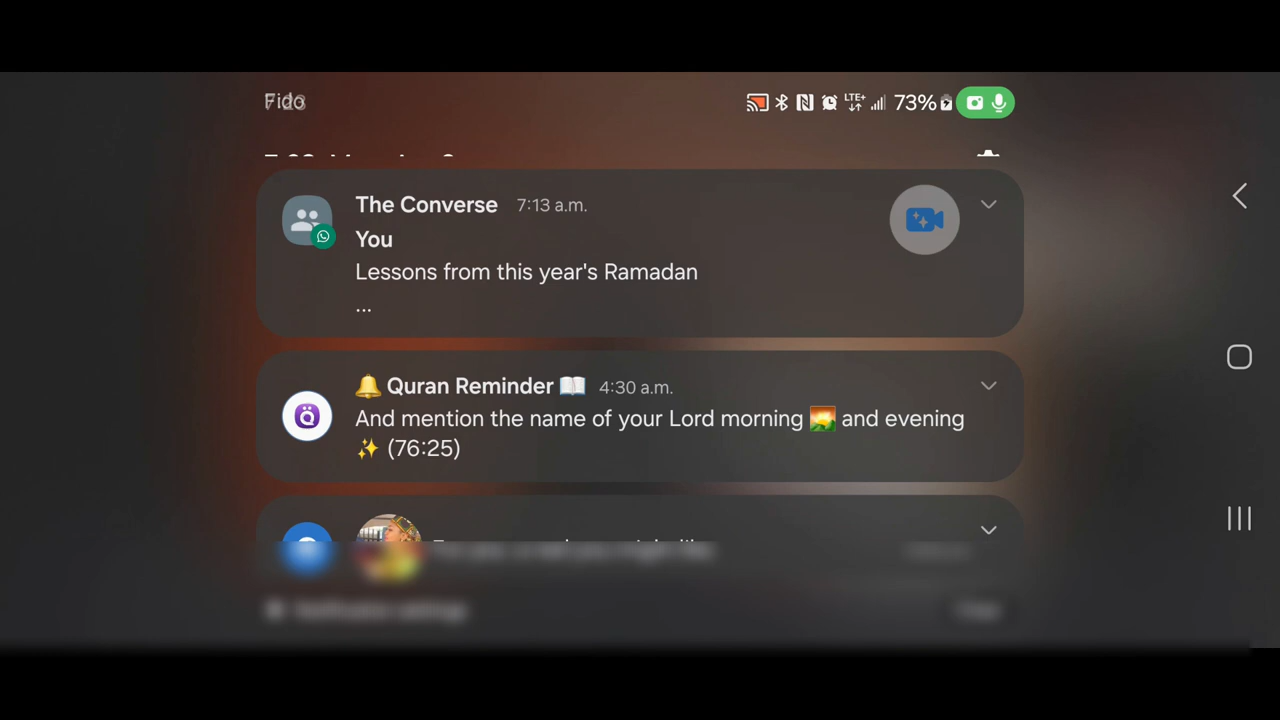 Fido
LTE+ 73%
The Converse 7:13 a.m.
You
Lessons from this year's Ramadan
...
🔔 Quran Reminder 📖 4:30 a.m.
And mention the name of your Lord morning 🌄 and evening
✨ (76:25)